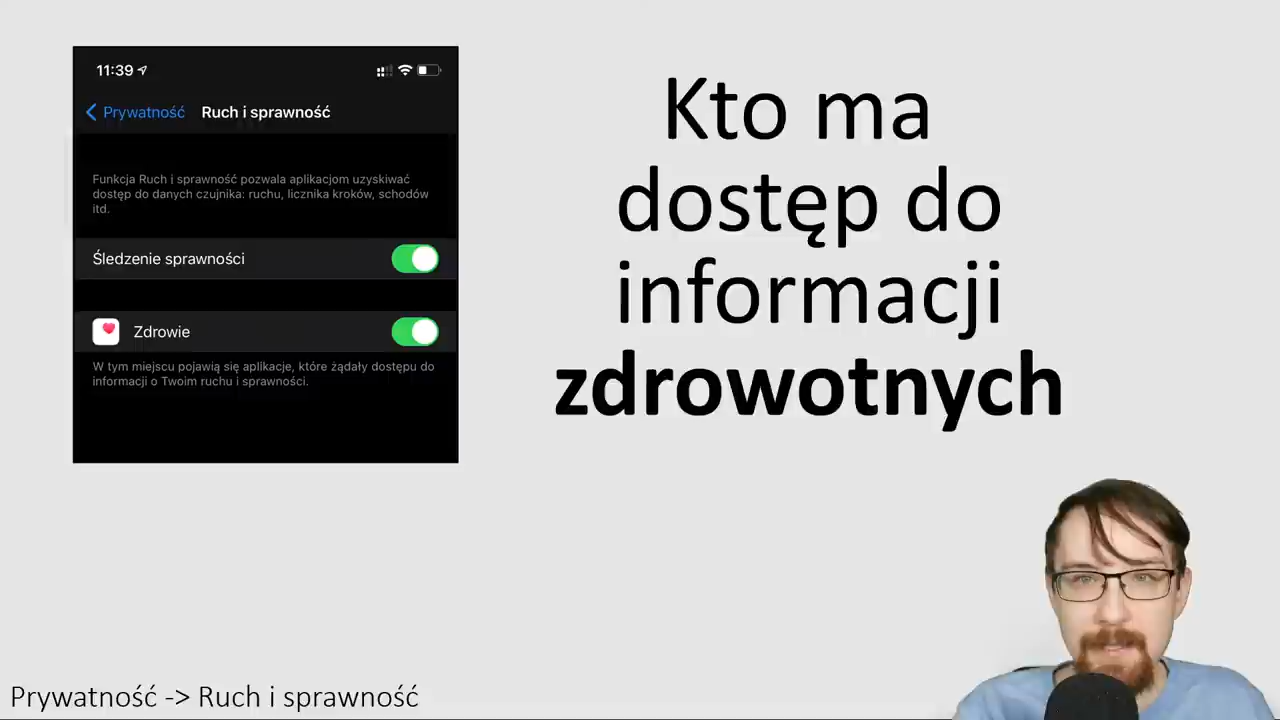 11:39
Prywatność Ruch i sprawność
Funkcja Ruch i sprawność pozwala aplikacjom uzyskiwać
dostęp do danych czujnika: ruchu, licznika kroków, schodów
itd.
Śledzenie sprawności
Zdrowie
W tym miejscu pojawią się aplikacje, które żądały dostępu do
informacji o Twoim ruchu i sprawności.
Kto ma
dostęp do
informacji
zdrowotnych
Prywatność -> Ruch i sprawność